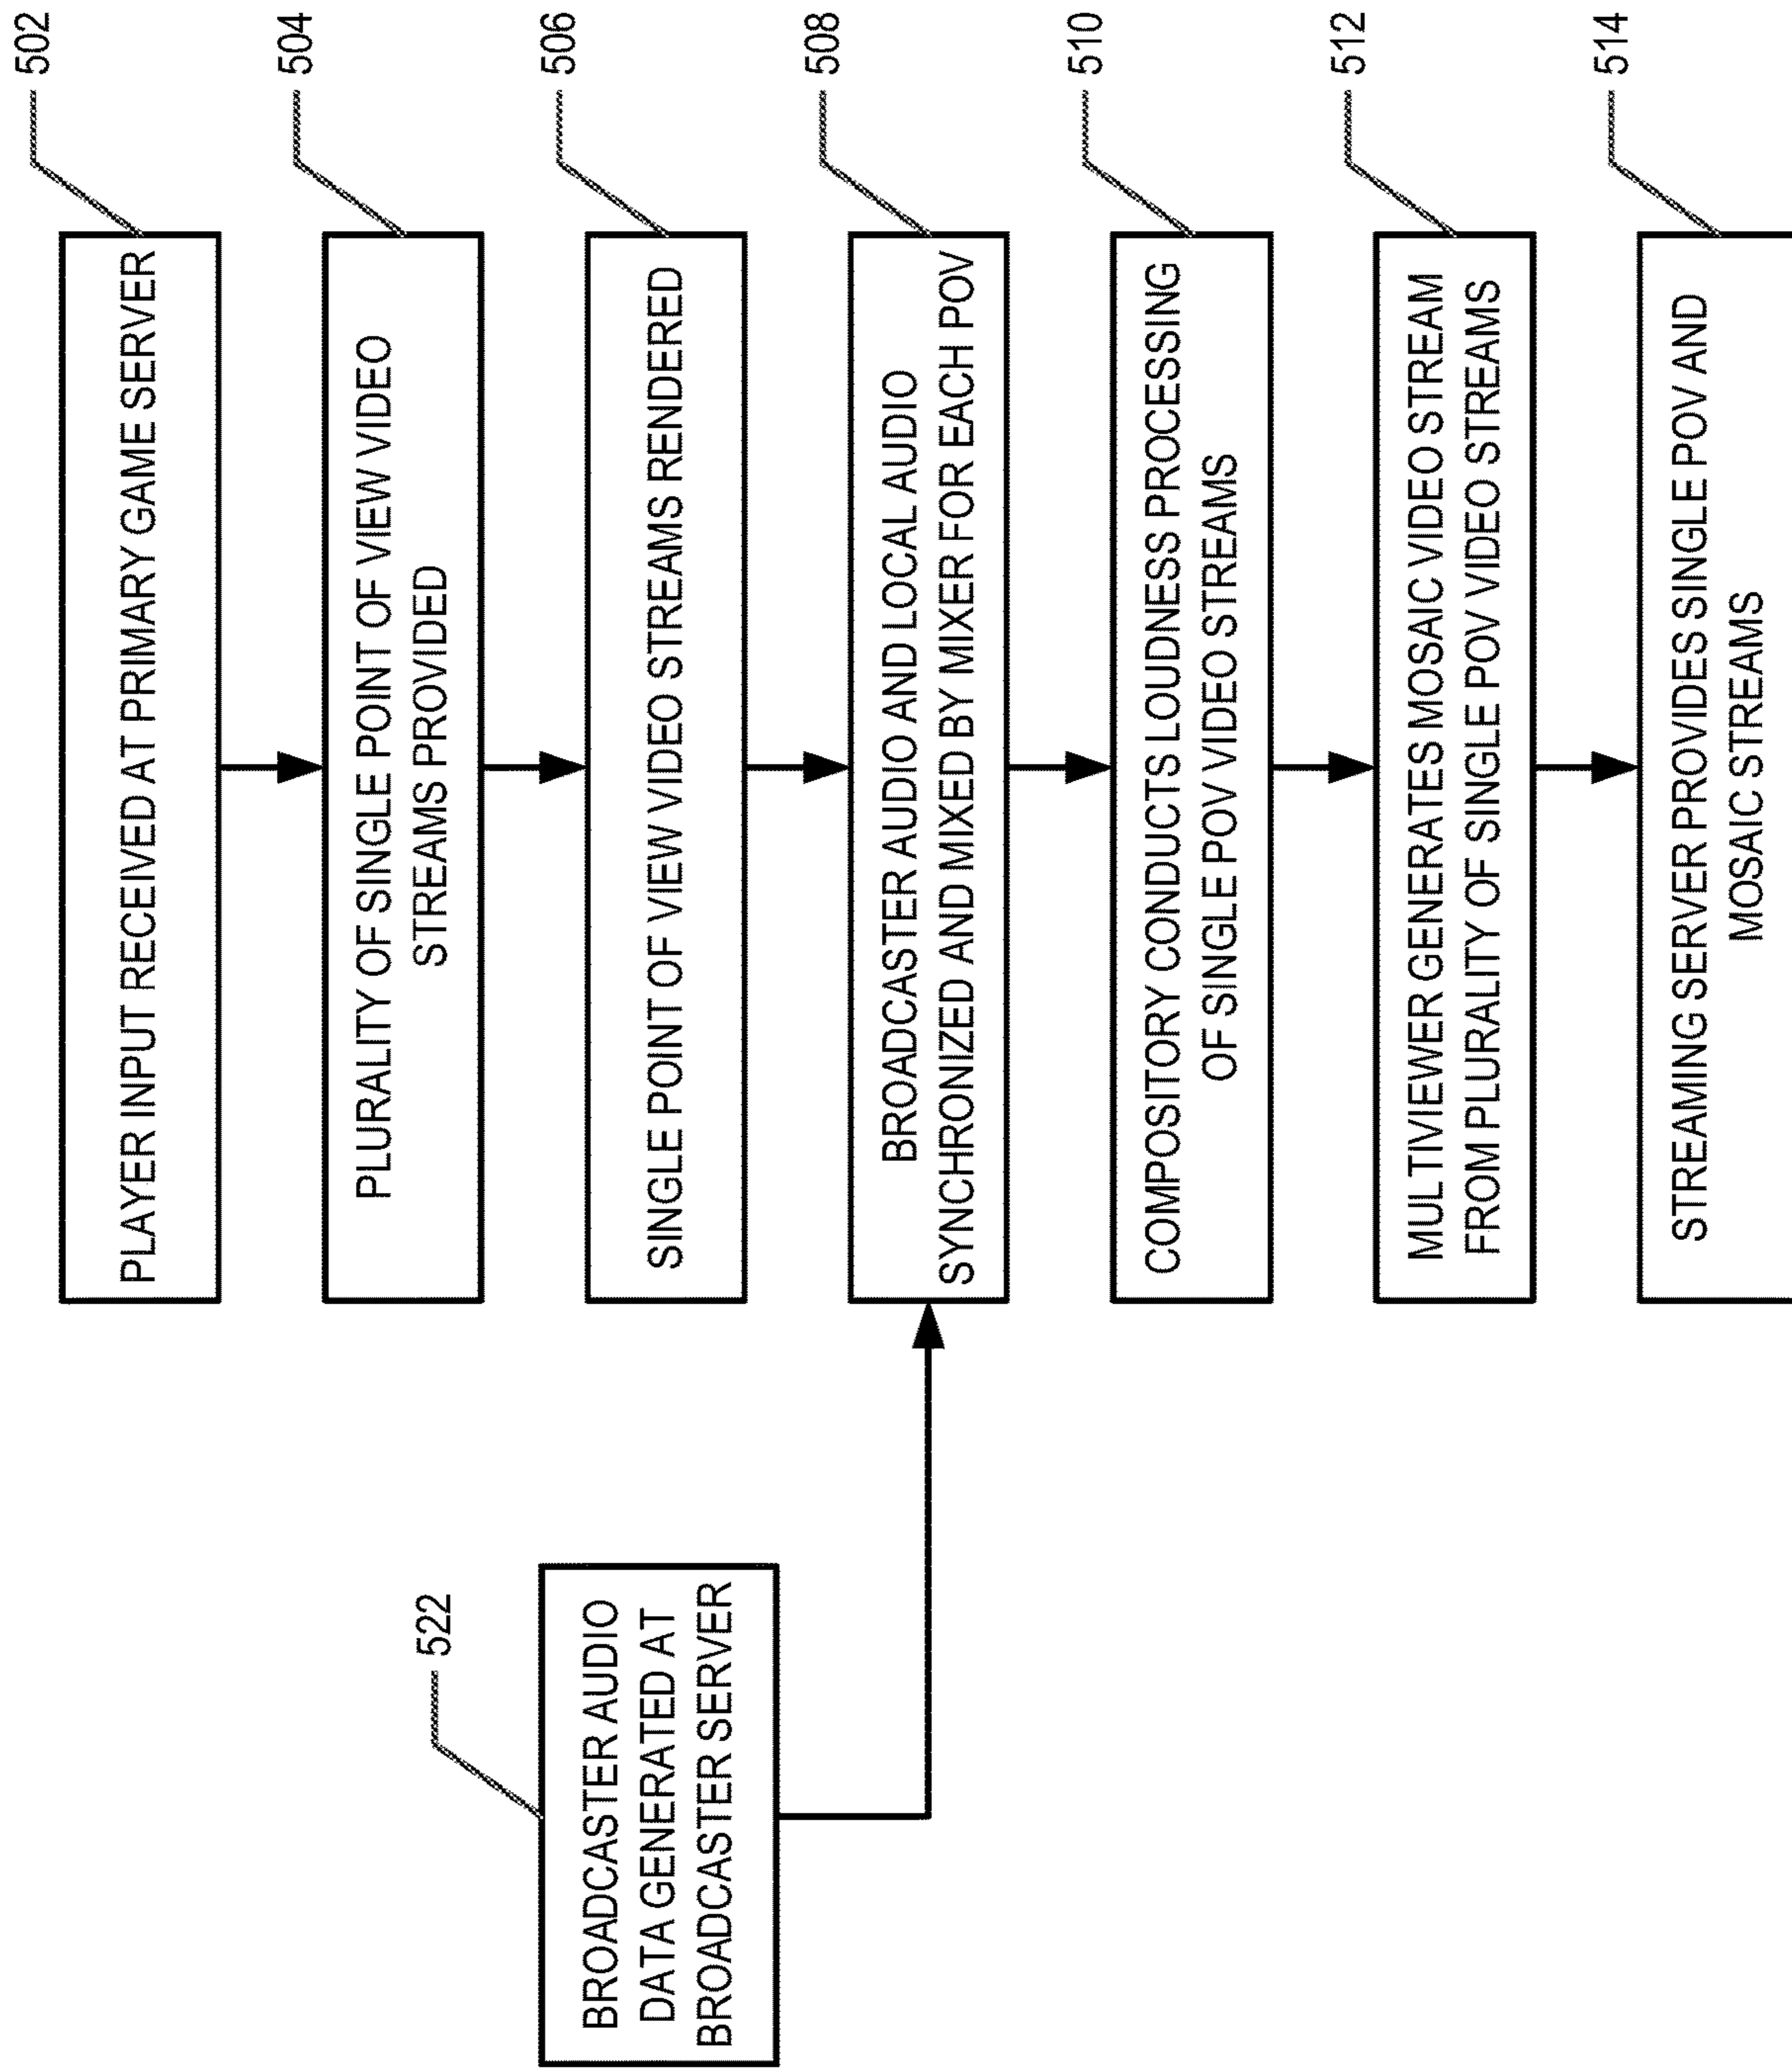 502
PLAYER INPUT RECEIVED AT PRIMARY GAME SERVER
504
PLURALITY OF SINGLE POINT OF VIEW VIDEO
STREAMS PROVIDED
506
SINGLE POINT OF VIEW VIDEO STREAMS RENDERED
522
BROADCASTER AUDIO
DATA GENERATED AT
BROADCASTER SERVER
508
BROADCASTER AUDIO AND LOCAL AUDIO
SYNCHRONIZED AND MIXED BY MIXER FOR EACH POV
510
COMPOSITORY CONDUCTS LOUDNESS PROCESSING
OF SINGLE POV VIDEO STREAMS
512
MULTIVIEWER GENERATES MOSAIC VIDEO STREAM
FROM PLURALITY OF SINGLE POV VIDEO STREAMS
514
STREAMING SERVER PROVIDES SINGLE POV AND
MOSAIC STREAMS